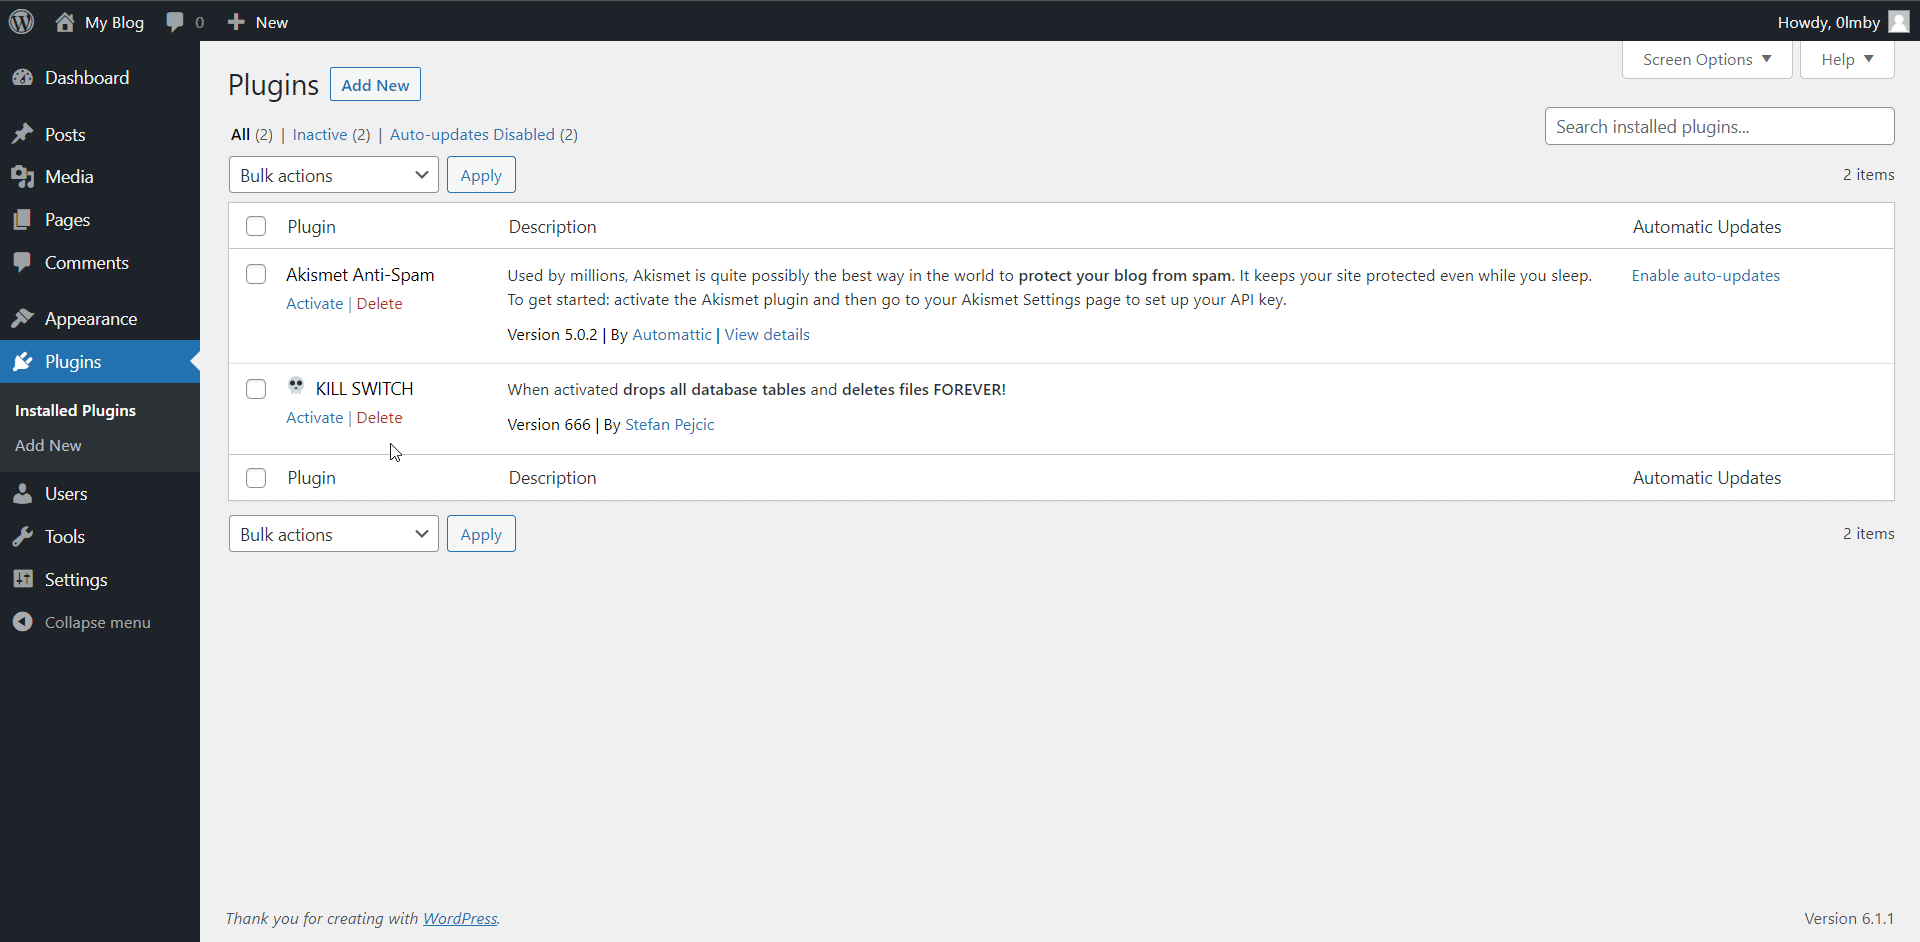 My Blog 0 New Howdy, 0lmby
Screen Options Help
Dashboard
Posts
Media
Pages
Comments
Appearance
Plugins
Installed Plugins
Add New
Users
Tools
Settings
Collapse menu
Plugins Add New
All (2) | Inactive (2) | Auto-updates Disabled (2)
Search installed plugins...
Bulk actions Apply
2 items
Plugin Description Automatic Updates
Akismet Anti-Spam
Activate | Delete
Used by millions, Akismet is quite possibly the best way in the world to protect your blog from spam. It keeps your site protected even while you sleep.
To get started: activate the Akismet plugin and then go to your Akismet Settings page to set up your API key.
Version 5.0.2 | By Automattic | View details
Enable auto-updates
KILL SWITCH
Activate | Delete
When activated drops all database tables and deletes files FOREVER!
Version 666 | By Stefan Pejcic
Plugin Description Automatic Updates
Bulk actions Apply
2 items
Thank you for creating with WordPress.
Version 6.1.1